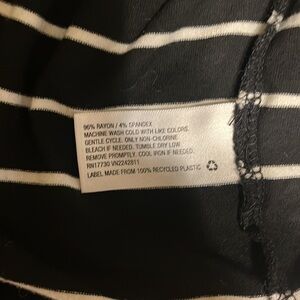 96% RAYON / 4% SPANDEX
MACHINE WASH COLD WITH LIKE COLORS.
GENTLE CYCLE. ONLY NON-CHLORINE
BLEACH IF NEEDED. TUMBLE DRY LOW
REMOVE PROMPTLY. COOL IRON IF NEEDED.
RN17730 VN2242811
LABEL MADE FROM 100% RECYCLED PLASTIC